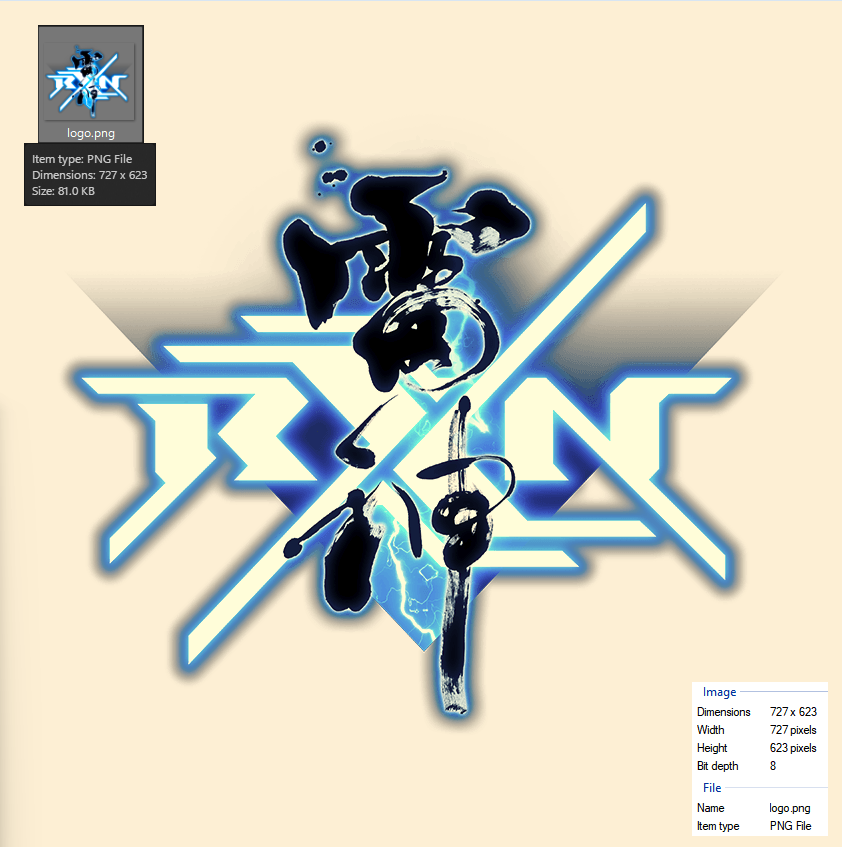 logo.png
Item type: PNG File
Dimensions: 727 x 623
Size: 81.0 KB
雷神
RXN
Image
Dimensions 727 x 623
Width 727 pixels
Height 623 pixels
Bit depth 8
File
Name logo.png
Item type PNG File